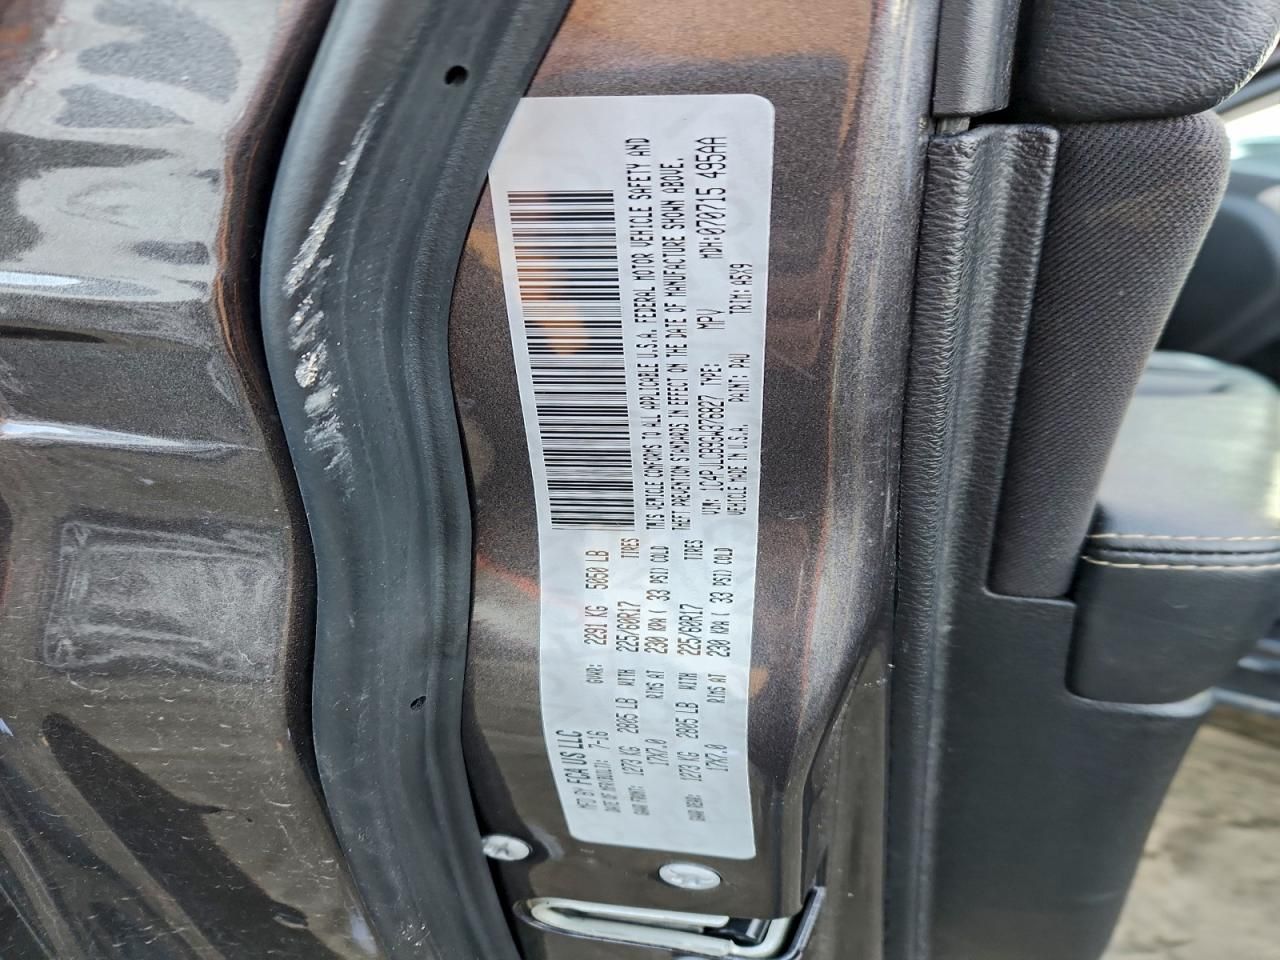 MFD BY FCA US LLC
DATE OF MFR/BUILT: 7-16 GVWR: 2291 KG 5050 LB
GAWR FRONT: 1273 KG 2805 LB WITH 225/60R17 TIRES
17X7.0 RIMS AT 230 KPA ( 33 PSI) COLD
GAWR REAR: 1273 KG 2805 LB WITH 225/60R17 TIRES
17X7.0 RIMS AT 230 KPA ( 33 PSI) COLD
THIS VEHICLE CONFORMS TO ALL APPLICABLE U.S.A. FEDERAL MOTOR VEHICLE SAFETY AND
THEFT PREVENTION STANDARDS IN EFFECT ON THE DATE OF MANUFACTURE SHOWN ABOVE.
VIN: 1C4PJLCB9GW376827 TYPE: MPV MDH: 070715 495AA
VEHICLE MADE IN U.S.A. PAINT: PAU TRIM: A5X9